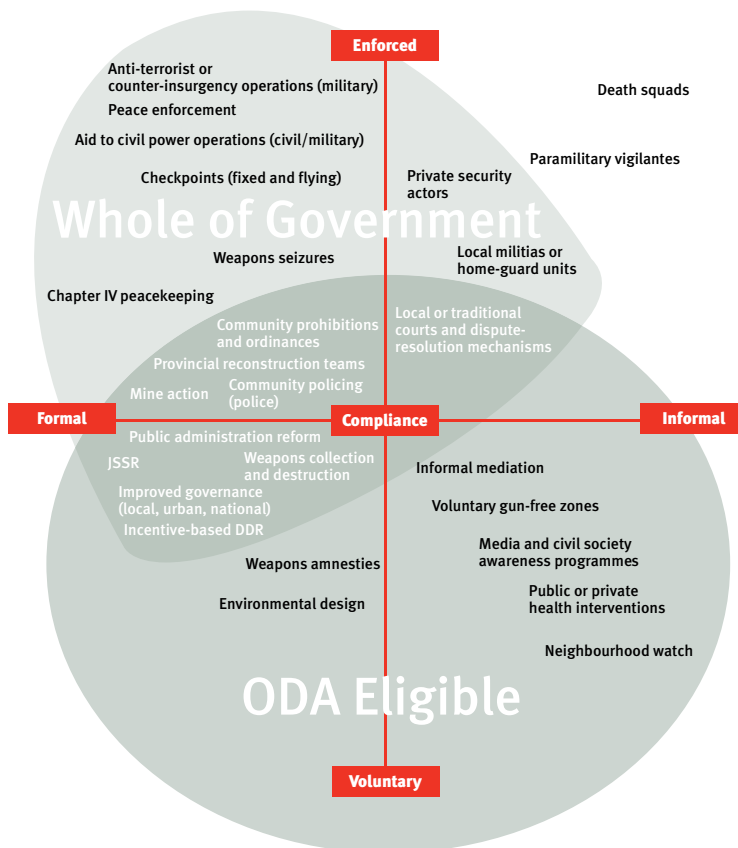 Enforced
Anti-terrorist or
counter-insurgency operations (military)
Death squads
Peace enforcement
Aid to civil power operations (civil/military)
Paramilitary vigilantes
Checkpoints (fixed and flying)
Private security
actors
Whole of Government
Weapons seizures
Local militias or
home-guard units
Chapter IV peacekeeping
Community prohibitions
and ordinances
Local or traditional
courts and dispute-
resolution mechanisms
Provincial reconstruction teams
Mine action
Community policing
(police)
Formal
Compliance
Informal
Public administration reform
JSSR
Weapons collection
and destruction
Informal mediation
Improved governance
(local, urban, national)
Voluntary gun-free zones
Incentive-based DDR
Media and civil society
awareness programmes
Weapons amnesties
Environmental design
Public or private
health interventions
Neighbourhood watch
ODA Eligible
Voluntary